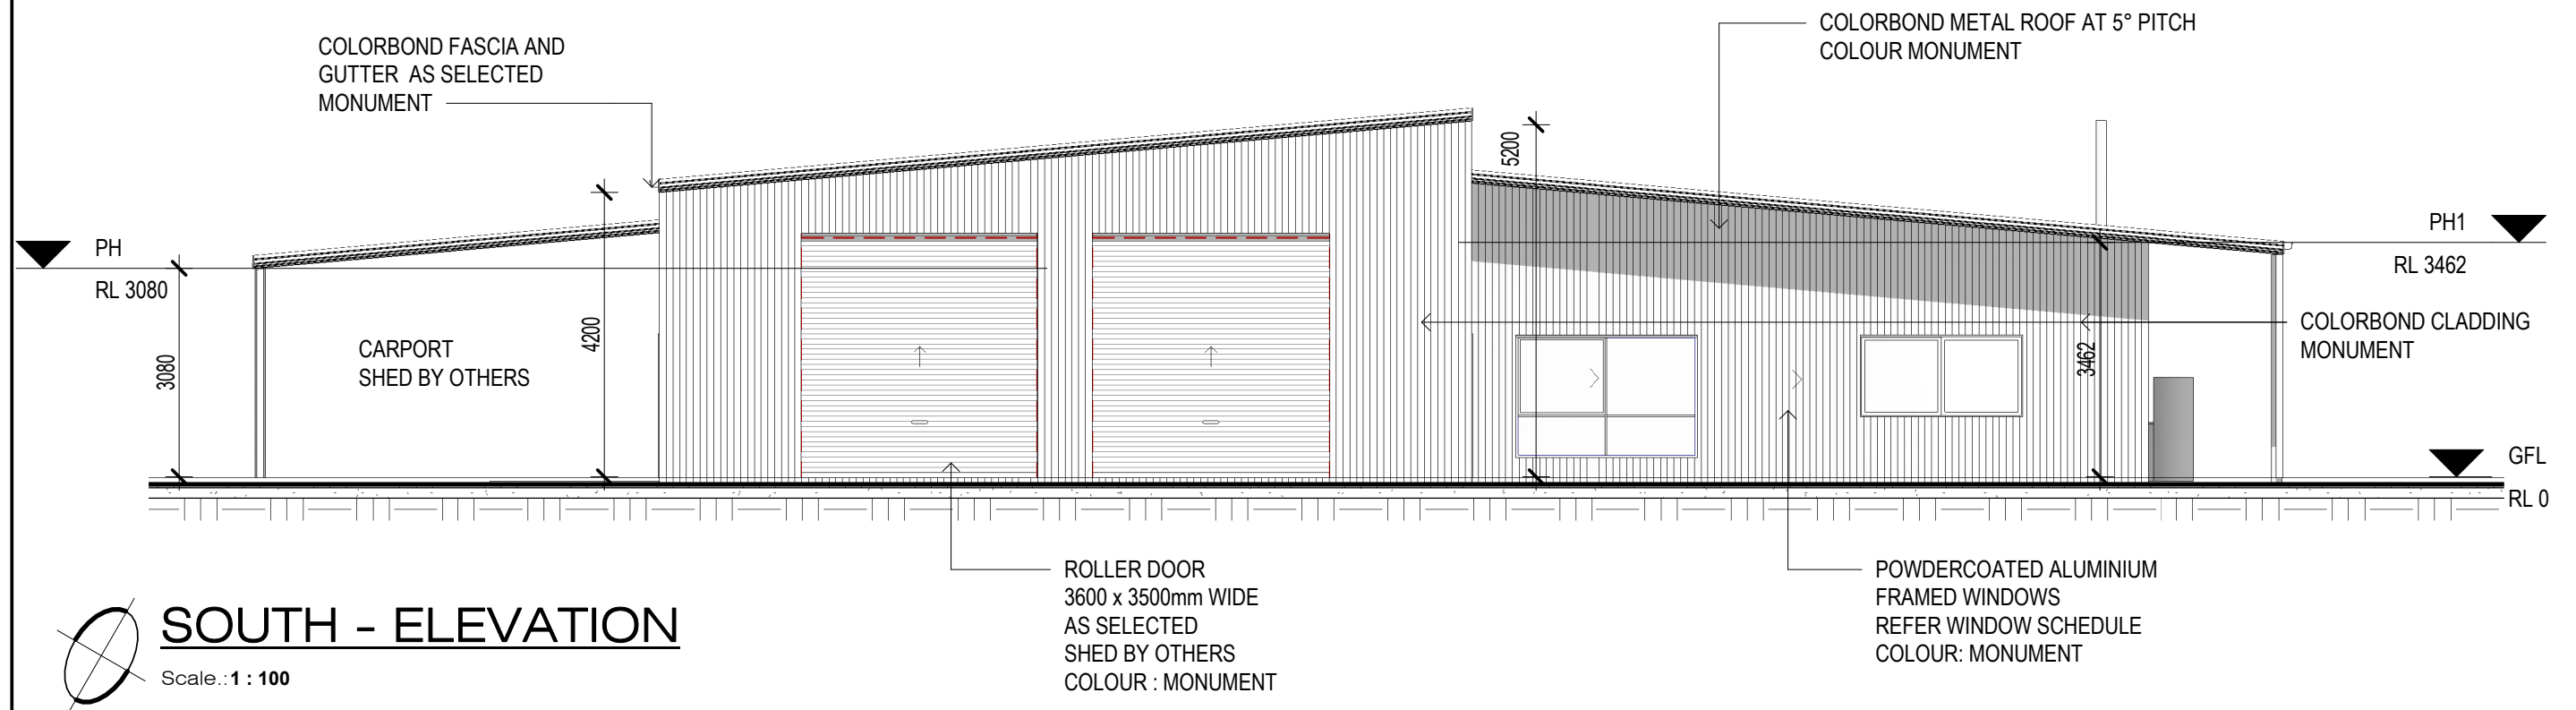 COLORBOND FASCIA AND
GUTTER AS SELECTED
MONUMENT
COLORBOND METAL ROOF AT 5° PITCH
COLOUR MONUMENT
5200
PH
RL 3080
PH1
RL 3462
4200
3080
CARPORT
SHED BY OTHERS
3462
COLORBOND CLADDING
MONUMENT
GFL
RL 0
ROLLER DOOR
3600 x 3500mm WIDE
AS SELECTED
SHED BY OTHERS
COLOUR : MONUMENT
POWDERCOATED ALUMINIUM
FRAMED WINDOWS
REFER WINDOW SCHEDULE
COLOUR: MONUMENT
SOUTH - ELEVATION
Scale.:1 : 100